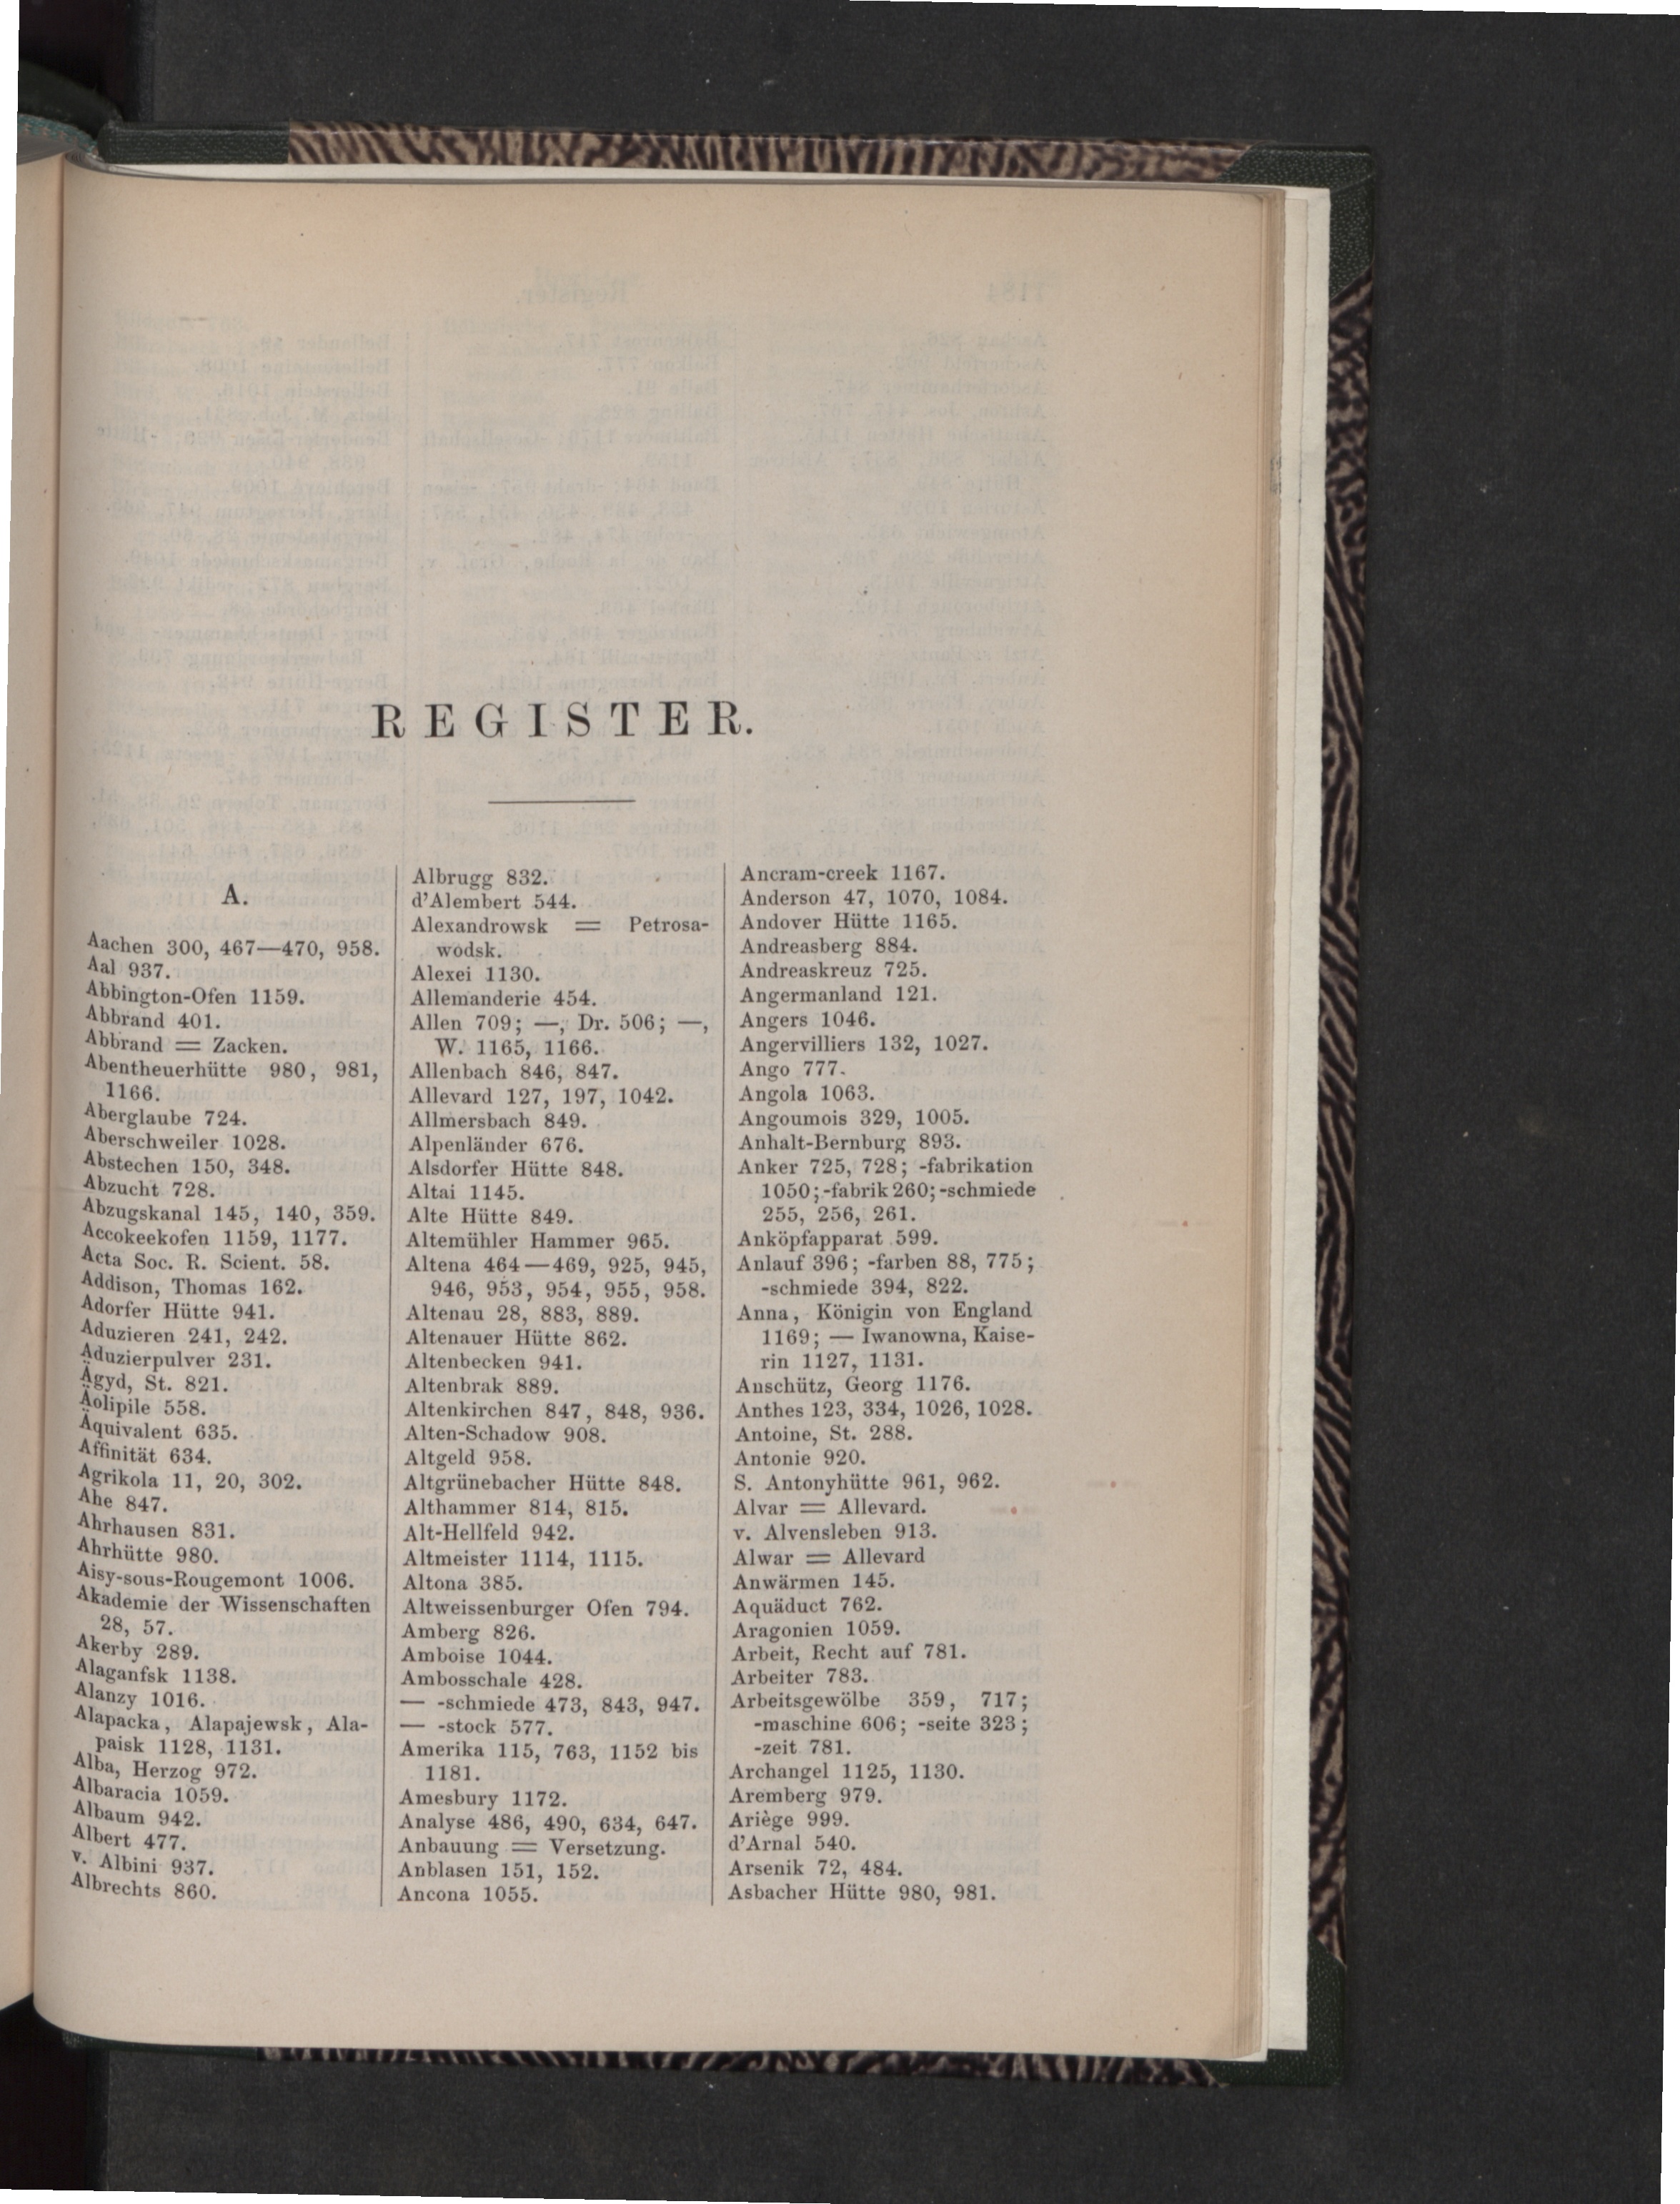 REGISTER.
A.
Aachen 300, 467—470, 958.
Aal 937.
Abbington-Ofen 1159.
Abbrand 401.
Abbrand = Zacken.
Abentheuerhütte 980, 981,
1166.
Aberglaube 724.
Aberschweiler 1028.
Abstechen 150, 348.
Abzucht 728.
Abzugskanal 145, 140, 359.
Accokeekofen 1159, 1177.
Acta Soc. R. Scient. 58.
Addison, Thomas 162.
Adorfer Hütte 941.
Aduzieren 241, 242.
Aduzierpulver 231.
Ägyd, St. 821.
Äolipile 558.
Äquivalent 635.
Affinität 634.
Agrikola 11, 20, 302.
Ahe 847.
Ahrhausen 831.
Ahrhütte 980.
Aisy-sous-Rougemont 1006.
Akademie der Wissenschaften
28, 57.
Akerby 289.
Alaganfsk 1138.
Alanzy 1016.
Alapacka, Alapajewsk, Ala-
paisk 1128, 1131.
Alba, Herzog 972.
Albaracia 1059.
Albaum 942.
Albert 477.
v. Albini 937.
Albrechts 860.
Albrugg 832.
d'Alembert 544.
Alexandrowsk = Petrosa-
wodsk.
Alexei 1130.
Allemanderie 454.
Allen 709; —, Dr. 506; —,
W. 1165, 1166.
Allenbach 846, 847.
Allevard 127, 197, 1042.
Allmersbach 849.
Alpenländer 676.
Alsdorfer Hütte 848.
Altai 1145.
Alte Hütte 849.
Altemühler Hammer 965.
Altena 464—469, 925, 945,
946, 953, 954, 955, 958.
Altenau 28, 883, 889.
Altenauer Hütte 862.
Altenbecken 941.
Altenbrak 889.
Altenkirchen 847, 848, 936.
Alten-Schadow 908.
Altgeld 958.
Altgrünebacher Hütte 848.
Althammer 814, 815.
Alt-Hellfeld 942.
Altmeister 1114, 1115.
Altona 385.
Altweissenburger Ofen 794.
Amberg 826.
Amboise 1044.
Ambosschale 428.
— -schmiede 473, 843, 947.
— -stock 577.
Amerika 115, 763, 1152 bis
1181.
Amesbury 1172.
Analyse 486, 490, 634, 647.
Anbauung = Versetzung.
Anblasen 151, 152.
Ancona 1055.
Ancram-creek 1167.
Anderson 47, 1070, 1084.
Andover Hütte 1165.
Andreasberg 884.
Andreaskreuz 725.
Angermanland 121.
Angers 1046.
Angervilliers 132, 1027.
Ango 777.
Angola 1063.
Angoumois 329, 1005.
Anhalt-Bernburg 893.
Anker 725, 728; -fabrikation
1050; -fabrik 260; -schmiede
255, 256, 261.
Anköpfapparat 599.
Anlauf 396; -farben 88, 775;
-schmiede 394, 822.
Anna, Königin von England
1169; — Iwanowna, Kaise-
rin 1127, 1131.
Anschütz, Georg 1176.
Anthes 123, 334, 1026, 1028.
Antoine, St. 288.
Antonie 920.
S. Antonyhütte 961, 962.
Alvar = Allevard.
v. Alvensleben 913.
Alwar = Allevard
Anwärmen 145.
Aquäduct 762.
Aragonien 1059.
Arbeit, Recht auf 781.
Arbeiter 783.
Arbeitsgewölbe 359, 717;
-maschine 606; -seite 323;
-zeit 781.
Archangel 1125, 1130.
Aremberg 979.
Ariège 999.
d'Arnal 540.
Arsenik 72, 484.
Asbacher Hütte 980, 981.